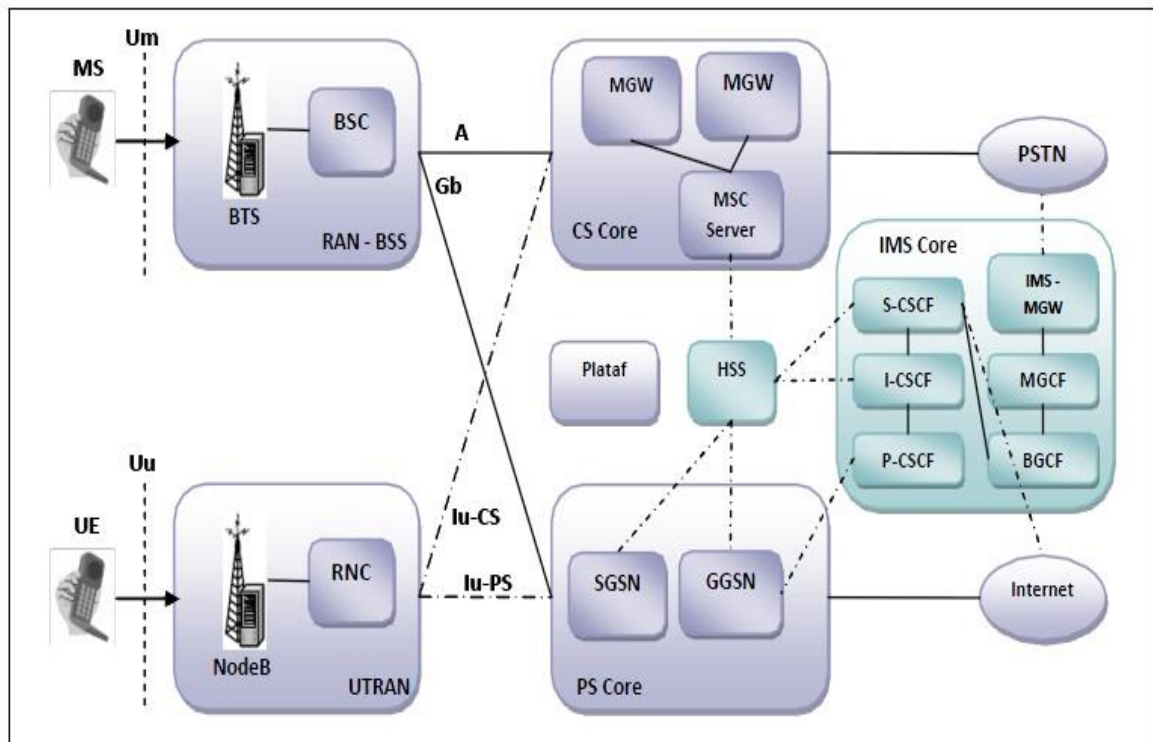 Um
MS
BTS
BSC
RAN - BSS
A
Gb
MGW
MGW
MSC
Server
CS Core
PSTN
IMS Core
S-CSCF
I-CSCF
P-CSCF
IMS -
MGW
MGCF
BGCF
Plataf
HSS
Uu
UE
NodeB
RNC
UTRAN
Iu-CS
Iu-PS
SGSN
GGSN
PS Core
Internet